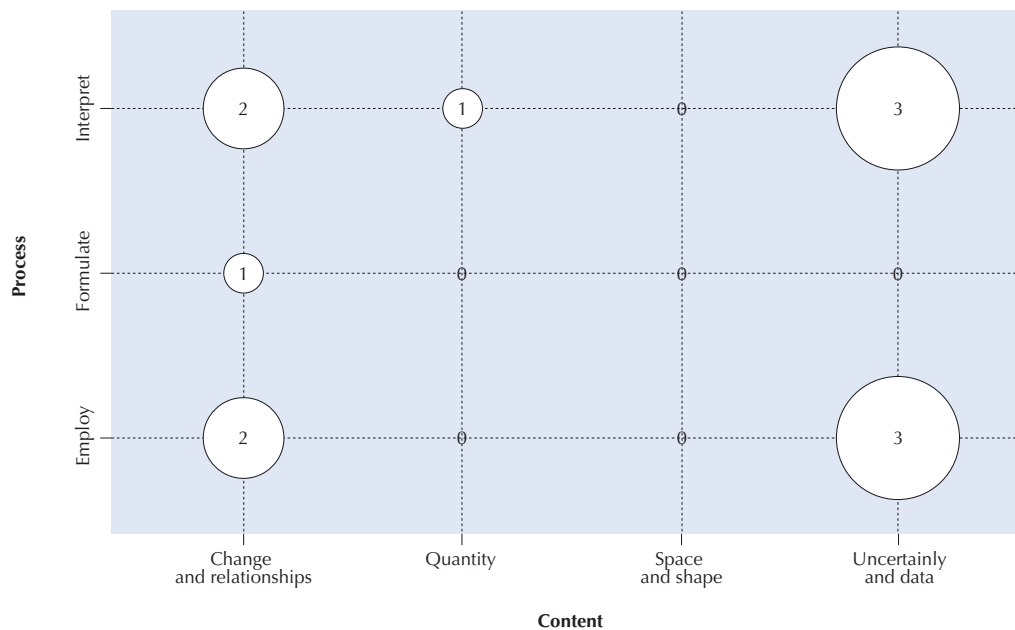 Process
Interpret
2
1
0
3
Formulate
1
0
0
0
Employ
2
0
0
3
Change
and relationships
Quantity
Space
and shape
Uncertainly
and data
Content